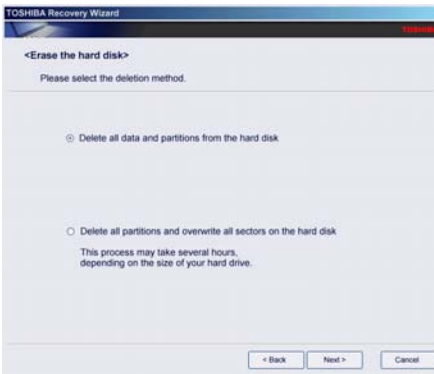 TOSHIBA Recovery Wizard
TOSHIBA
<Erase the hard disk>
Please select the deletion method.
Delete all data and partitions from the hard disk
Delete all partitions and overwrite all sectors on the hard disk
This process may take several hours,
depending on the size of your hard drive.
< Back Next > Cancel